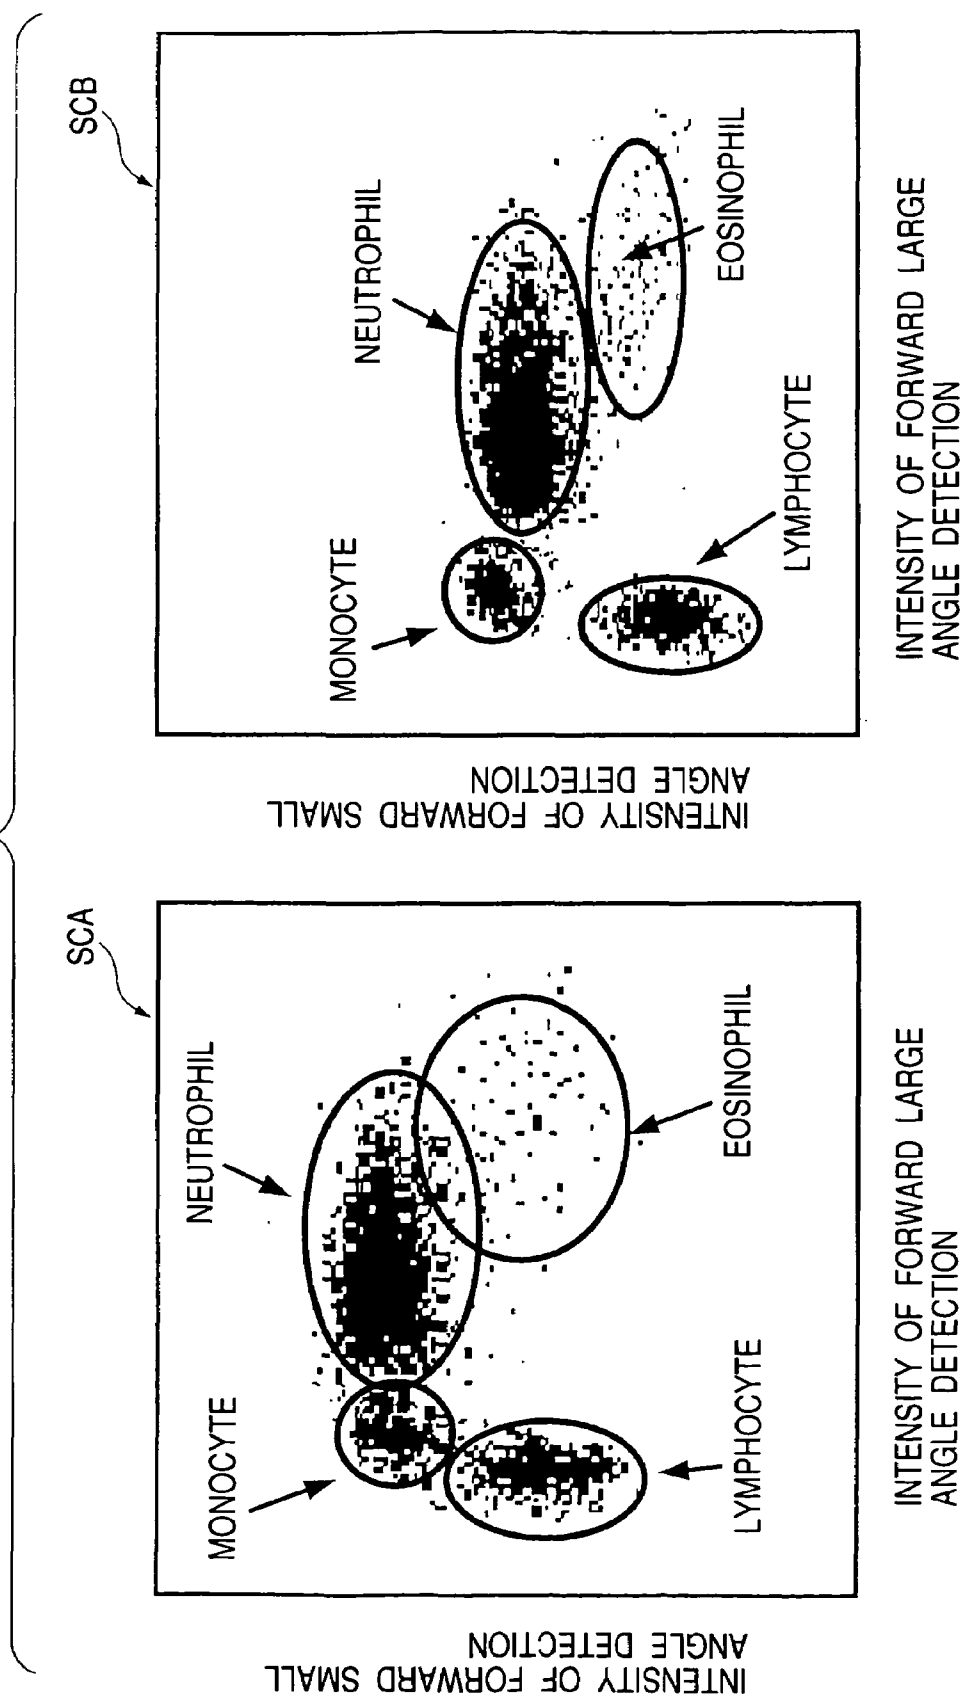 SCA
NEUTROPHIL
MONOCYTE
EOSINOPHIL
LYMPHOCYTE
INTENSITY OF FORWARD SMALL
ANGLE DETECTION
INTENSITY OF FORWARD LARGE
ANGLE DETECTION
SCB
NEUTROPHIL
MONOCYTE
EOSINOPHIL
LYMPHOCYTE
INTENSITY OF FORWARD SMALL
ANGLE DETECTION
INTENSITY OF FORWARD LARGE
ANGLE DETECTION